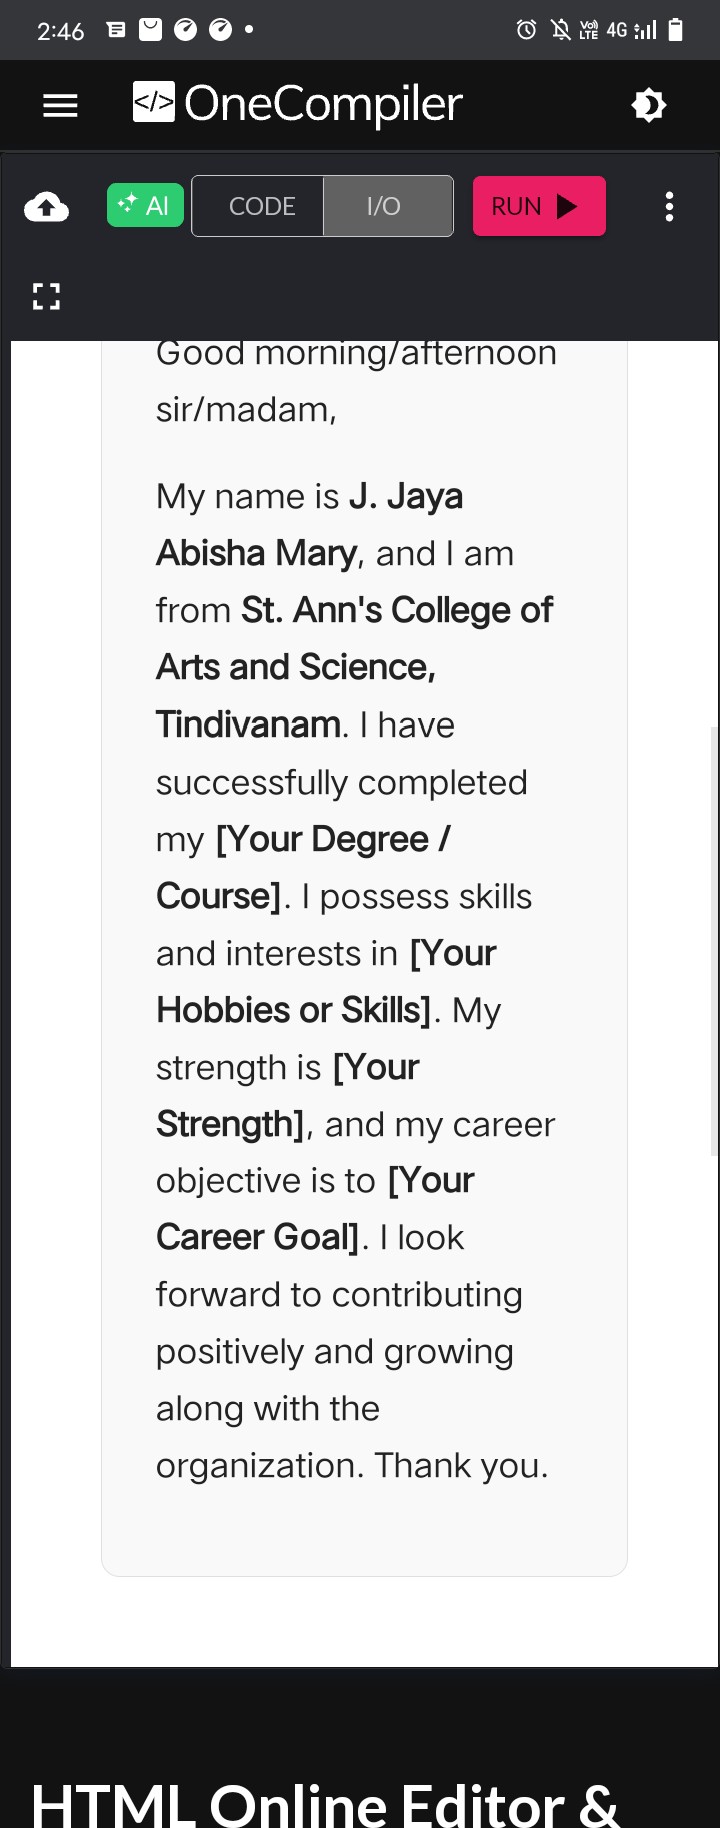 2:46
Vo) LTE 4G
</> OneCompiler
AI CODE I/O RUN
Good morning/afternoon
sir/madam,
My name is J. Jaya
Abisha Mary, and I am
from St. Ann's College of
Arts and Science,
Tindivanam. I have
successfully completed
my [Your Degree /
Course]. I possess skills
and interests in [Your
Hobbies or Skills]. My
strength is [Your
Strength], and my career
objective is to [Your
Career Goal]. I look
forward to contributing
positively and growing
along with the
organization. Thank you.
HTML Online Editor &